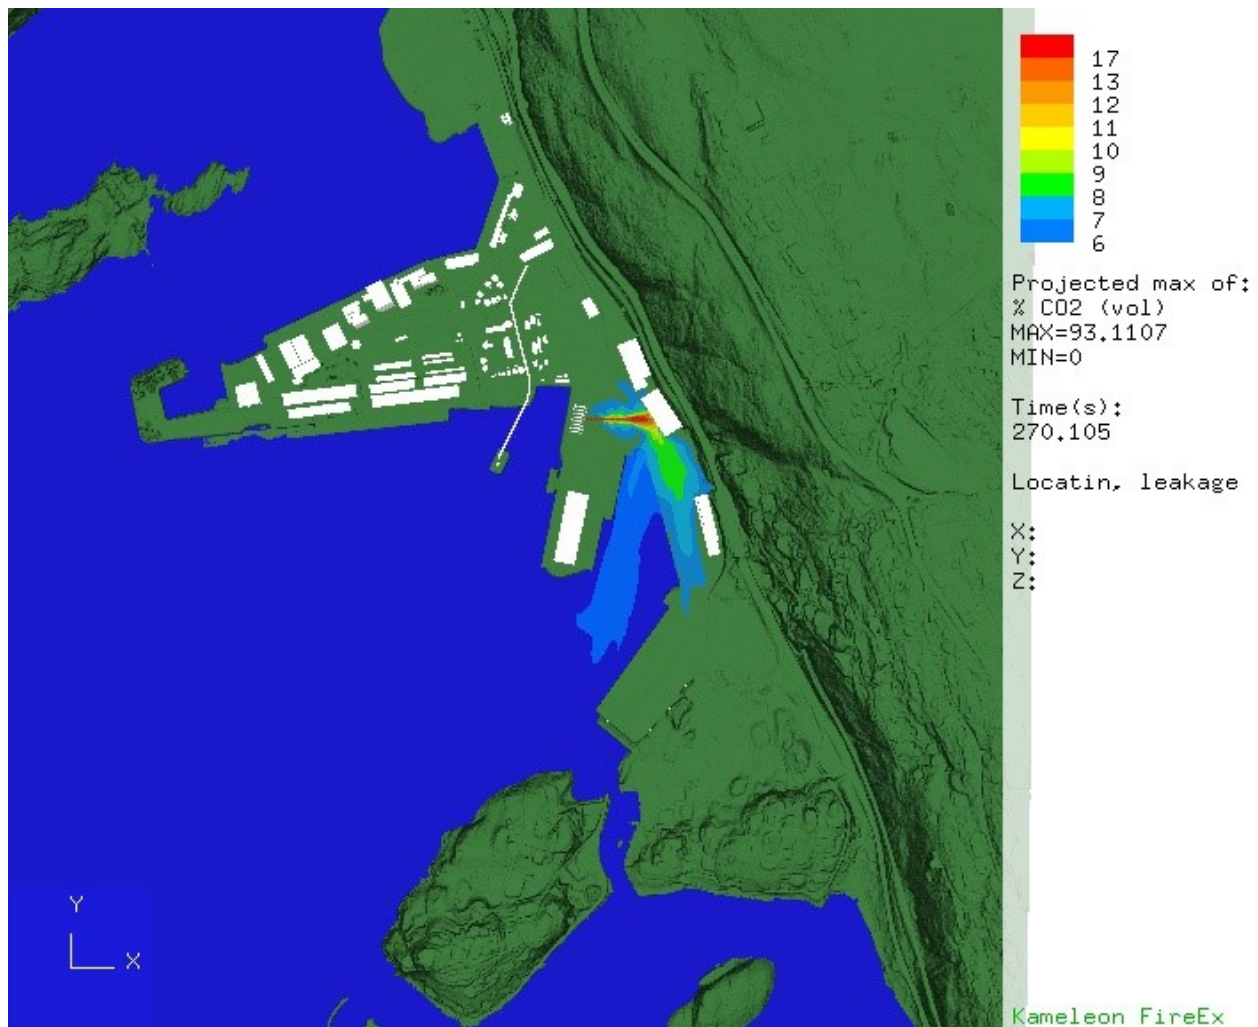 17
13
12
11
10
9
8
7
6
Projected max of:
% CO2 (vol)
MAX=93.1107
MIN=0
Time(s):
270.105
Locatin, leakage
X:
Y:
Z:
Y
X
Kameleon FireEx